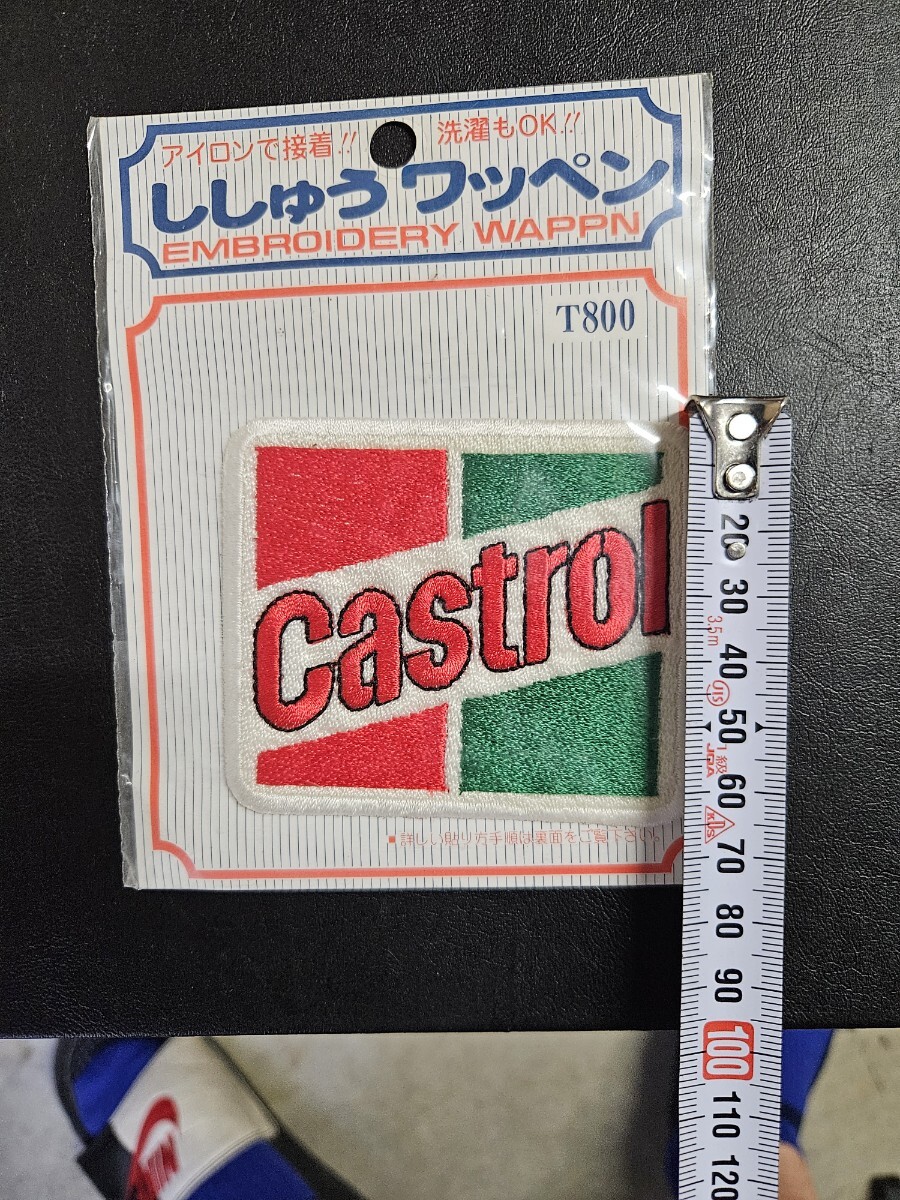 アイロンで接着!!
洗濯もOK!!
ししゅうワッペン
EMBROIDERY WAPPN
T800
Castrol
■詳しい貼り方手順は裏面をご覧下さい。
20
30
3.5m
40
JIS
50
1級
JQA
60
KDS
70
80
90
100
110
120